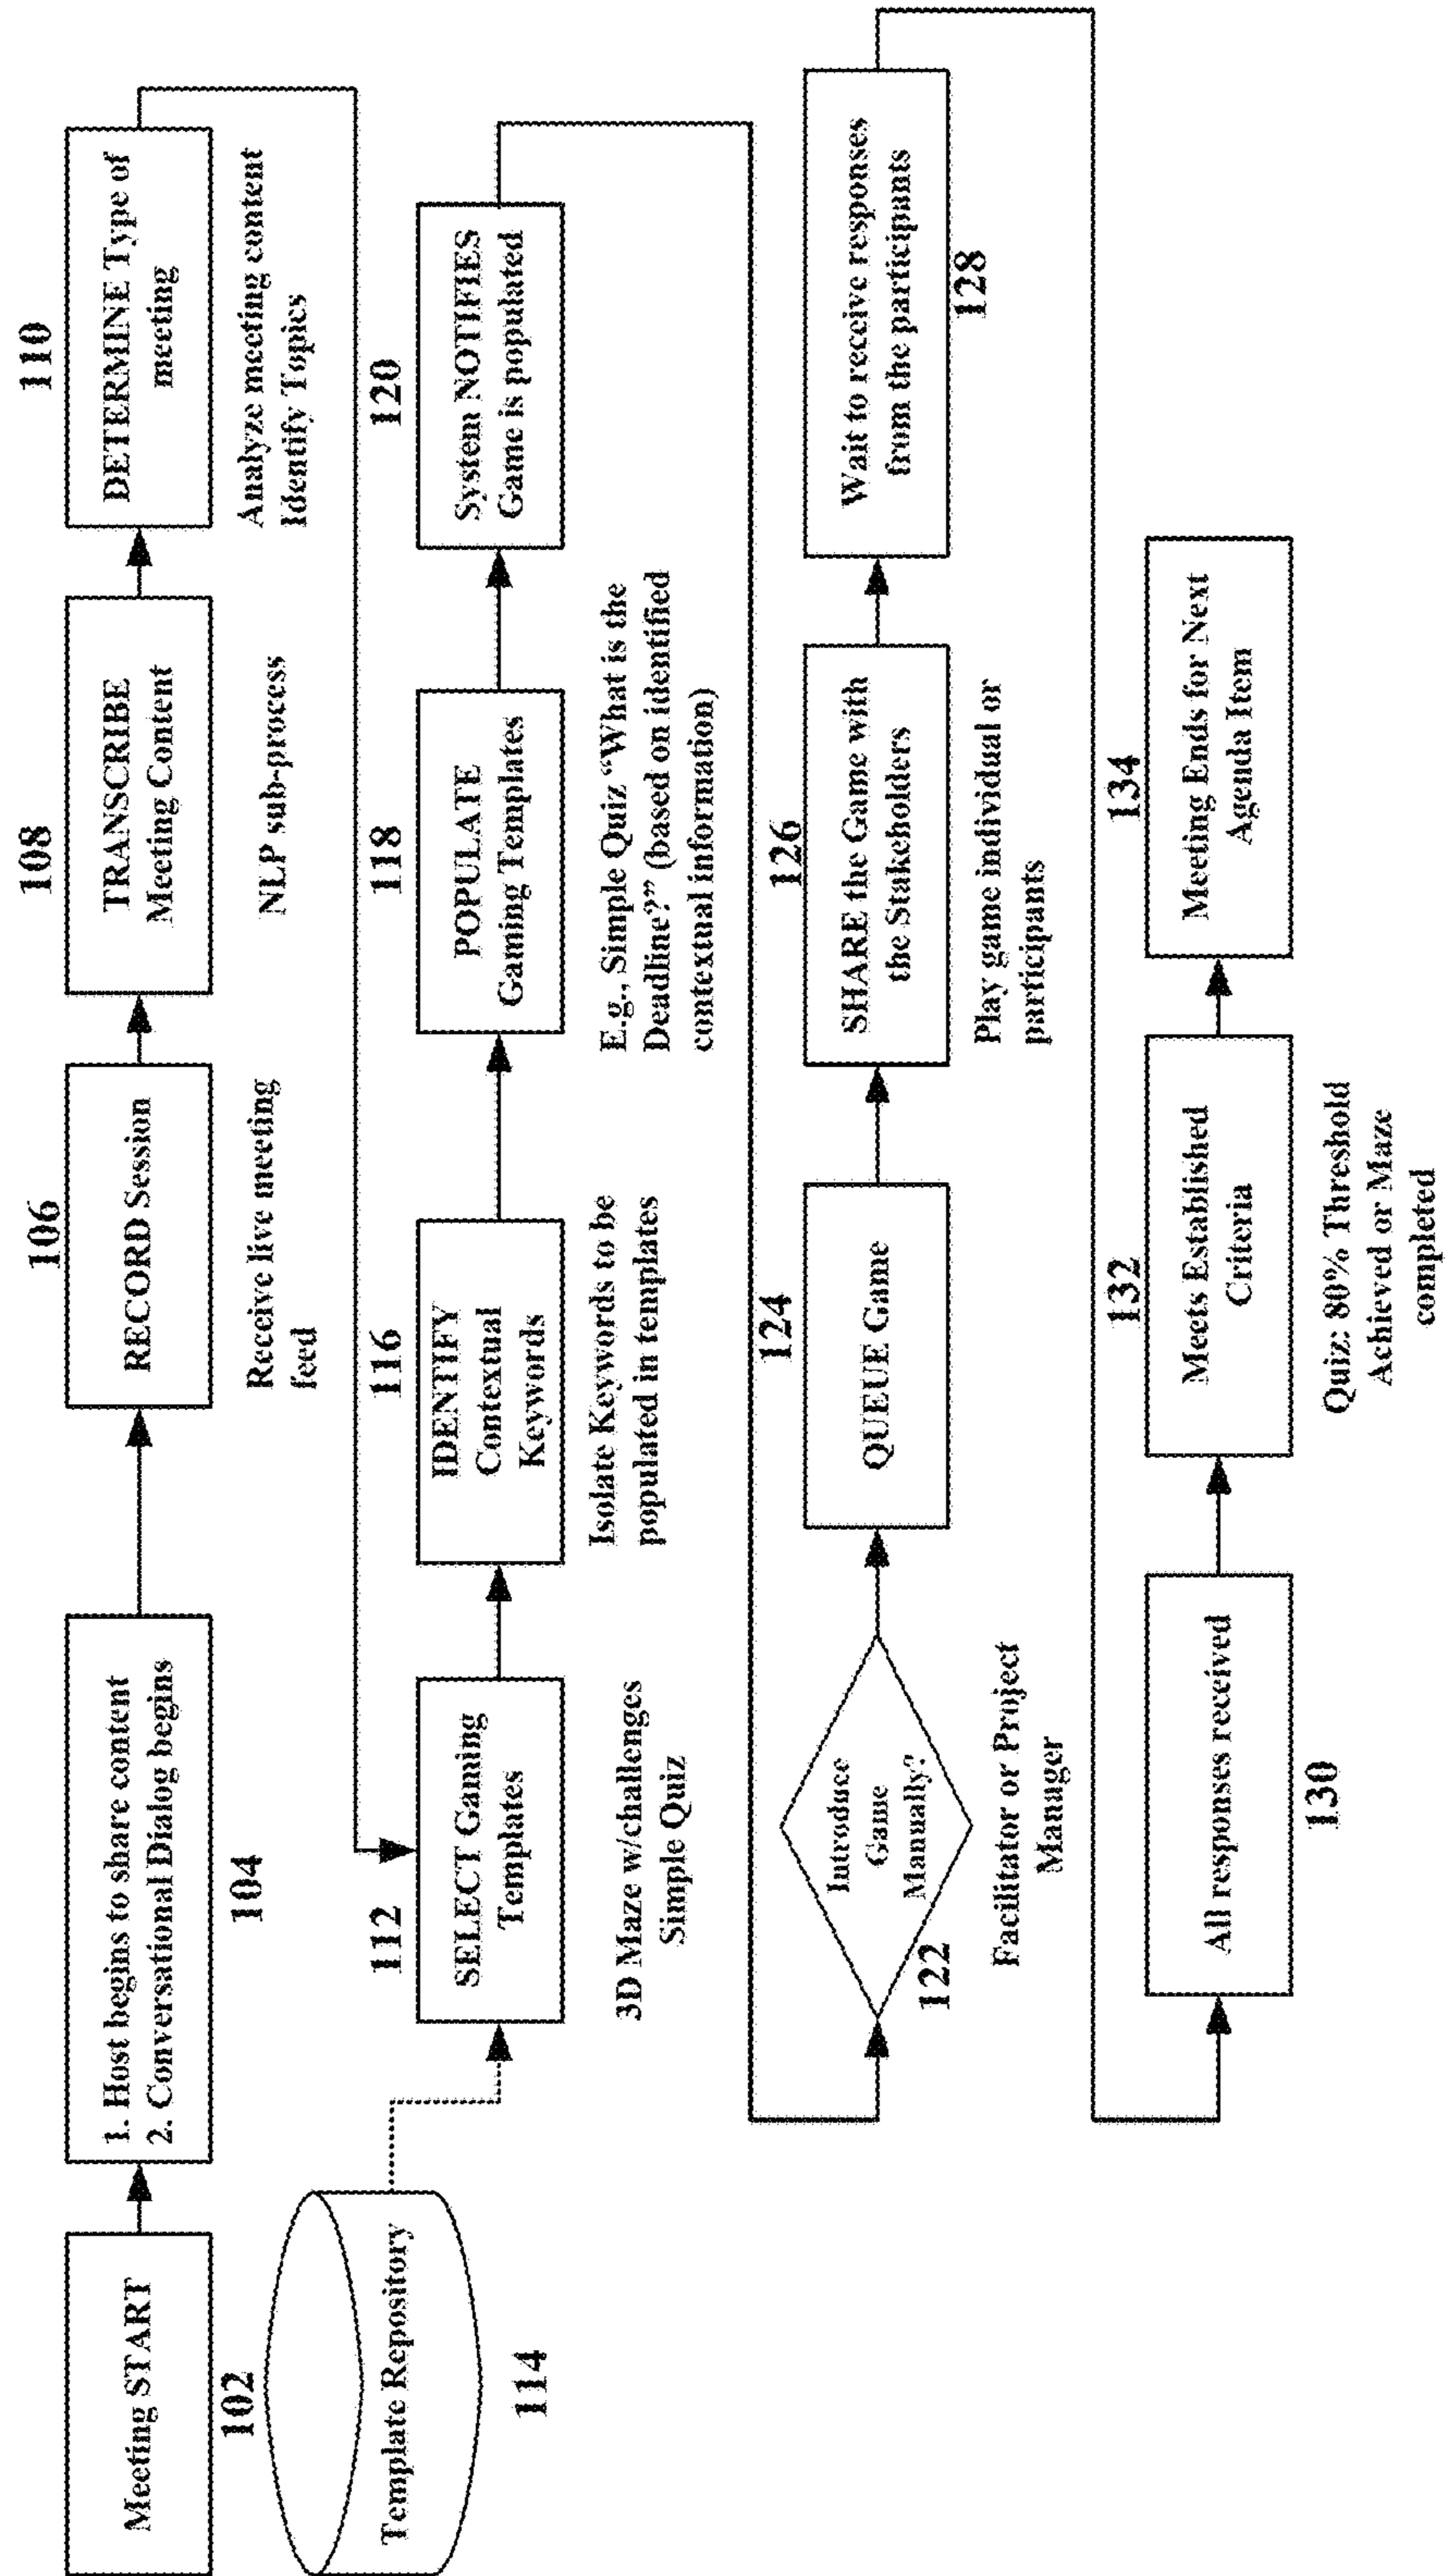 Meeting START
102
1. Host begins to share content
2. Conversational Dialog begins
104
106
RECORD Session
Receive live meeting
feed
108
TRANSCRIBE
Meeting Content
NLP sub-process
110
DETERMINE Type of
meeting
Analyze meeting content
Identify Topics
Template Repository
114
112
SELECT Gaming
Templates
3D Maze w/challenges
Simple Quiz
116
IDENTIFY
Contextual
Keywords
Isolate Keywords to be
populated in templates
118
POPULATE
Gaming Templates
E.g., Simple Quiz “What is the
Deadline?” (based on identified
contextual information)
120
System NOTIFIES
Game is populated
Introduce
Game
Manually?
122
Facilitator or Project
Manager
124
QUEUE Game
126
SHARE the Game with
the Stakeholders
Play game individual or
participants
Wait to receive responses
from the participants
128
All responses received
130
132
Meets Established
Criteria
Quiz: 80% Threshold
Achieved or Maze
completed
134
Meeting Ends for Next
Agenda Item